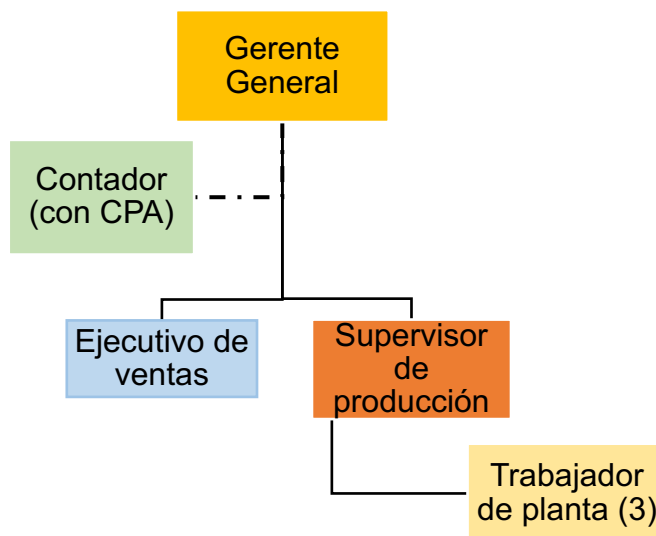 Gerente
General
Contador
(con CPA)
Ejecutivo de
ventas
Supervisor
de
producción
Trabajador
de planta (3)